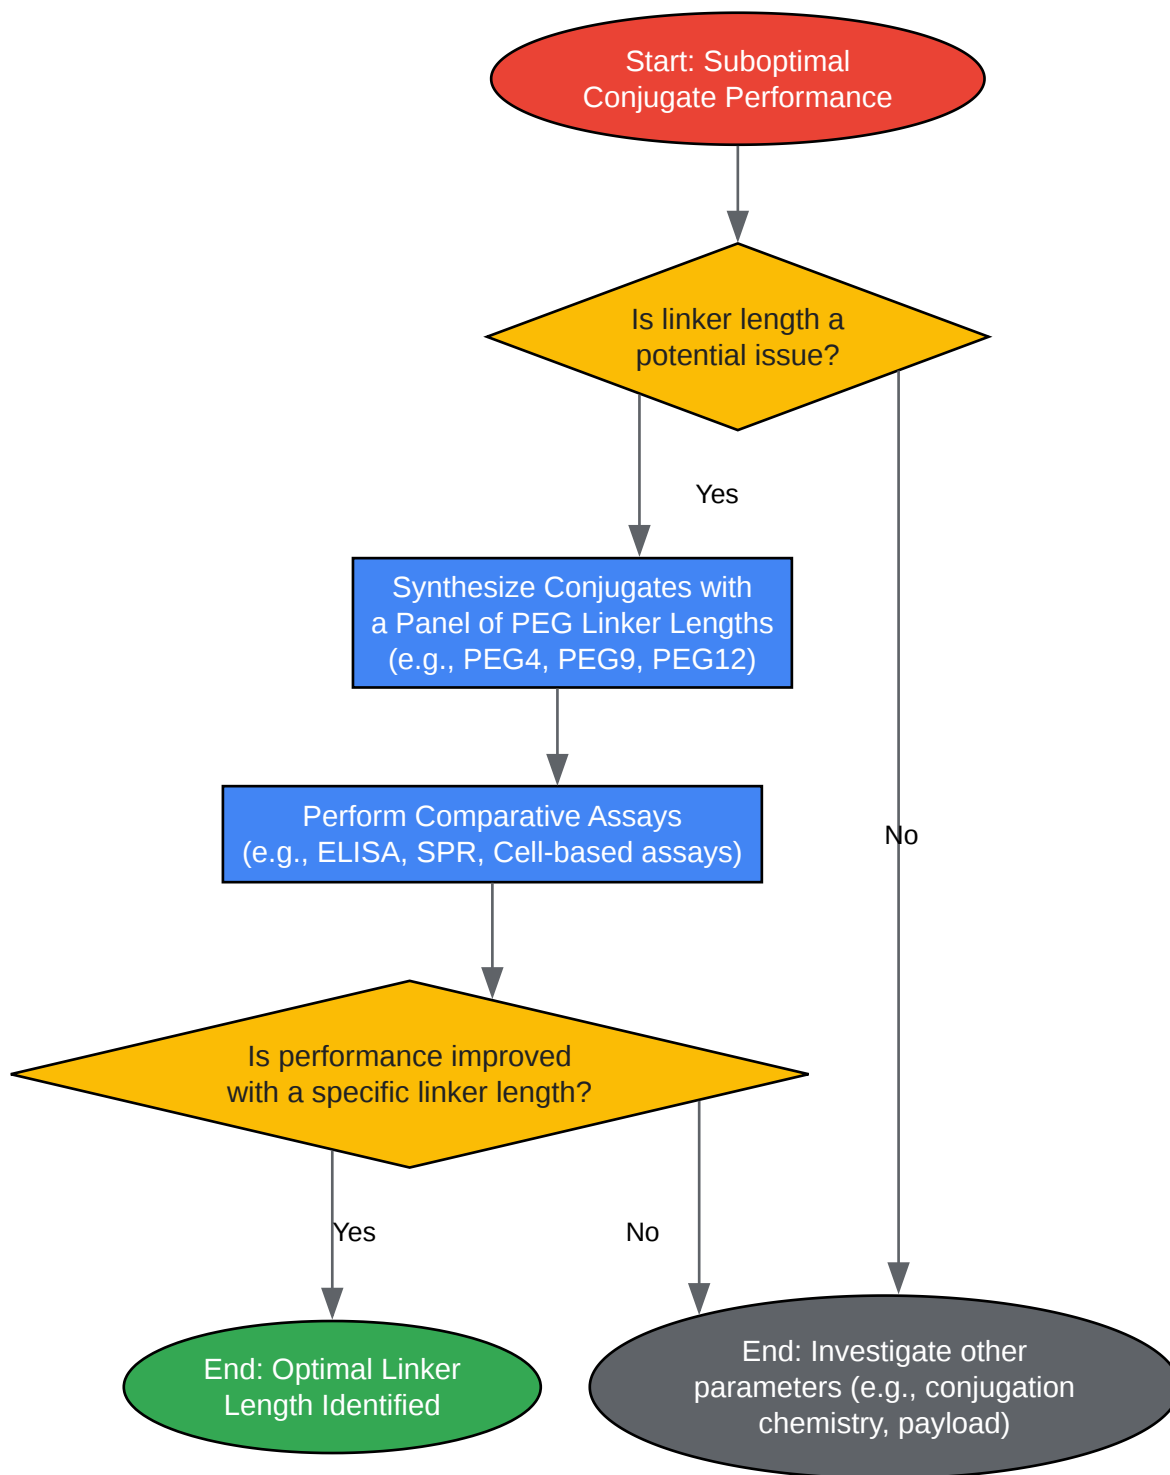 Start: Suboptimal
Conjugate Performance
Is linker length a
potential issue?
Yes
Synthesize Conjugates with
a Panel of PEG Linker Lengths
(e.g., PEG4, PEG9, PEG12)
Perform Comparative Assays
(e.g., ELISA, SPR, Cell-based assays)
No
Is performance improved
with a specific linker length?
Yes
No
End: Optimal Linker
Length Identified
End: Investigate other
parameters (e.g., conjugation
chemistry, payload)